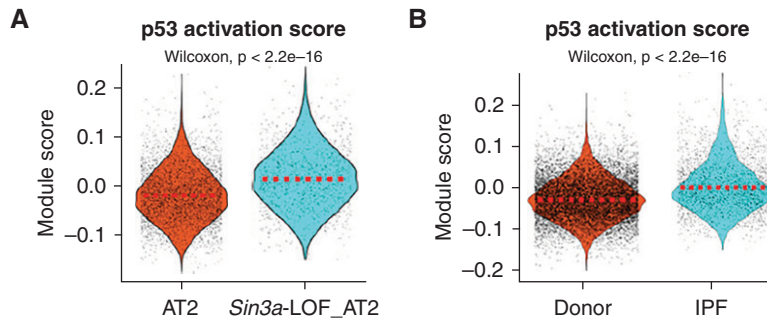 A
p53 activation score
Wilcoxon, p < 2.2e–16
Module score
0.2
0.1
0.0
–0.1
AT2
Sin3a-LOF_AT2
B
p53 activation score
Wilcoxon, p < 2.2e–16
Module score
0.2
0.1
0.0
–0.1
–0.2
Donor
IPF